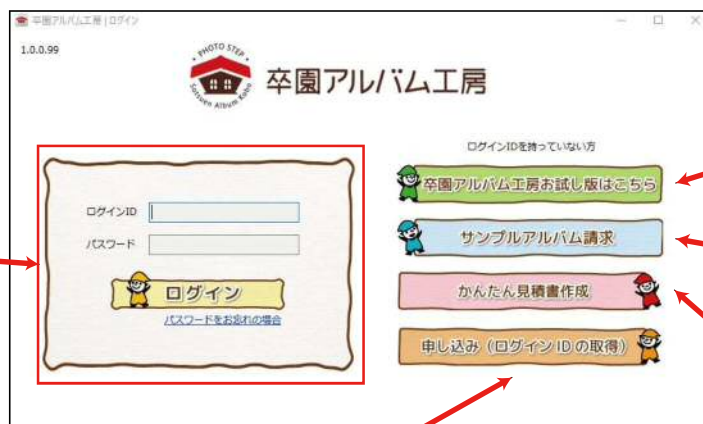 卒園アルバム工房 | ログイン
1.0.0.99
PHOTO STEP
Sotsuen Album Kobo
卒園アルバム工房
ログインIDを持っていない方
卒園アルバム工房お試し版はこちら
ログインID
サンプルアルバム請求
パスワード
ログイン
かんたん見積書作成
パスワードをお忘れの場合
申し込み（ログインIDの取得）